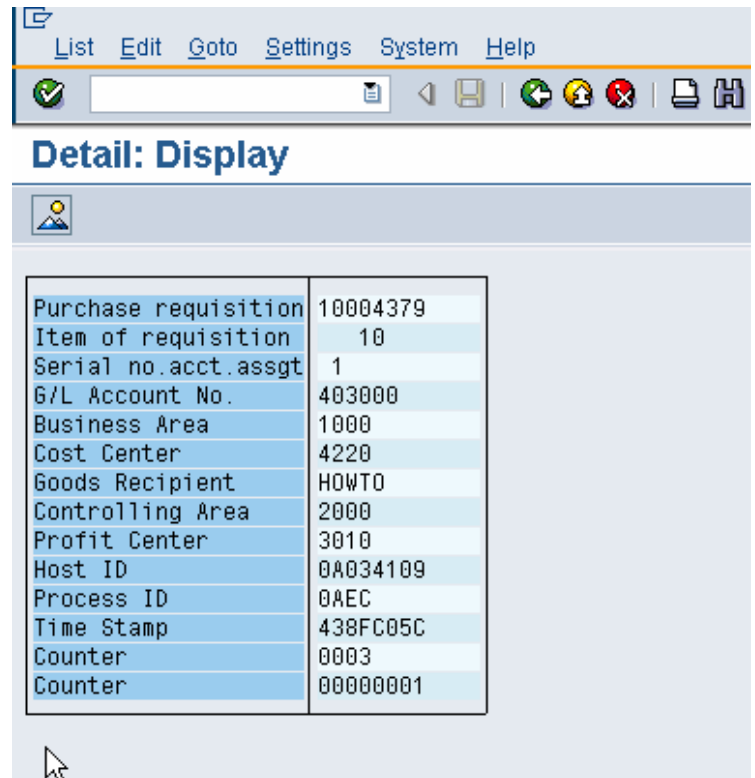 List Edit Goto Settings System Help
Detail: Display
Purchase requisition 10004379
Item of requisition 10
Serial no.acct.assgt 1
G/L Account No. 403000
Business Area 1000
Cost Center 4220
Goods Recipient HOWTO
Controlling Area 2000
Profit Center 3010
Host ID 0A034109
Process ID 0AEC
Time Stamp 438FC05C
Counter 0003
Counter 00000001